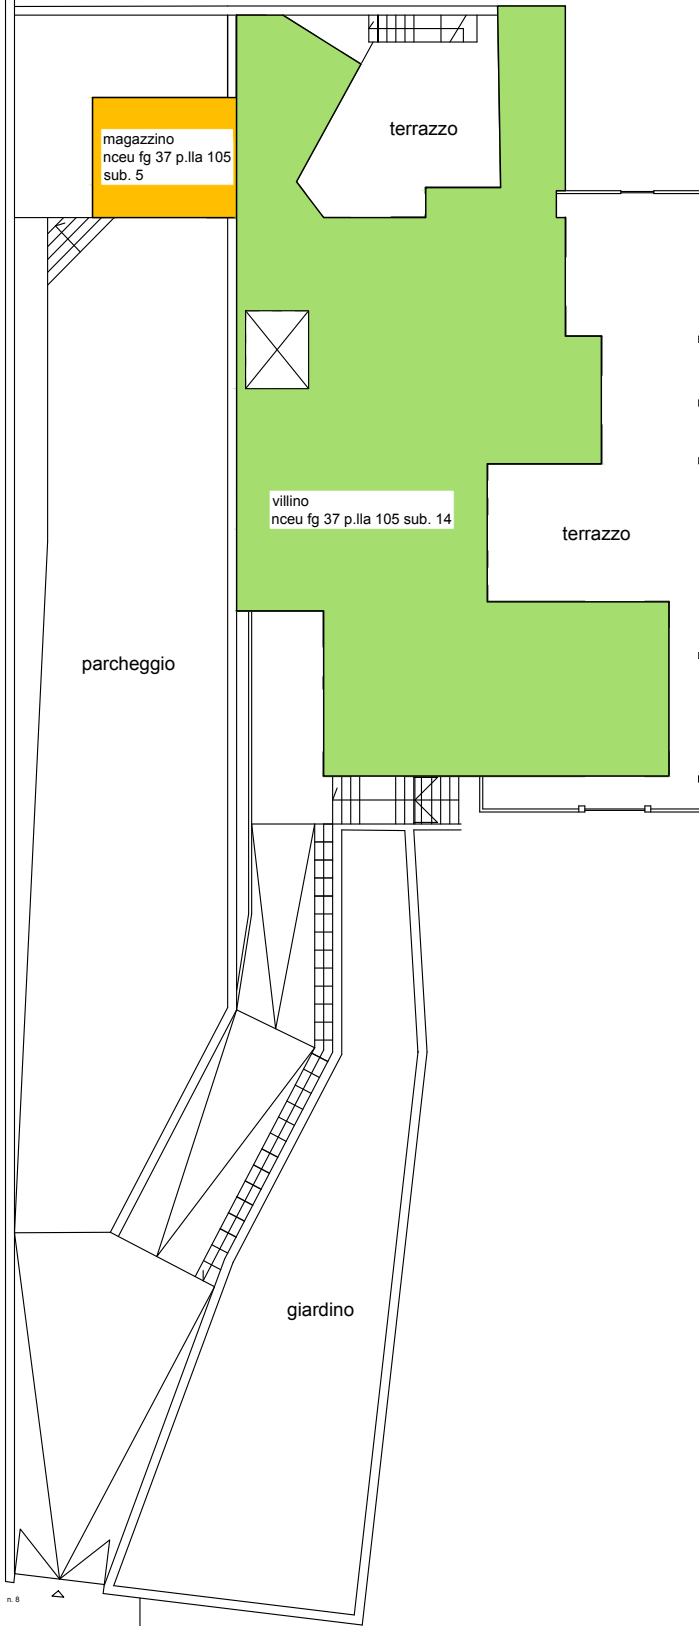 terrazzo
magazzino
nceu fg 37 p.lla 105
sub. 5
villino
nceu fg 37 p.lla 105 sub. 14
terrazzo
parcheggio
giardino
n. 8